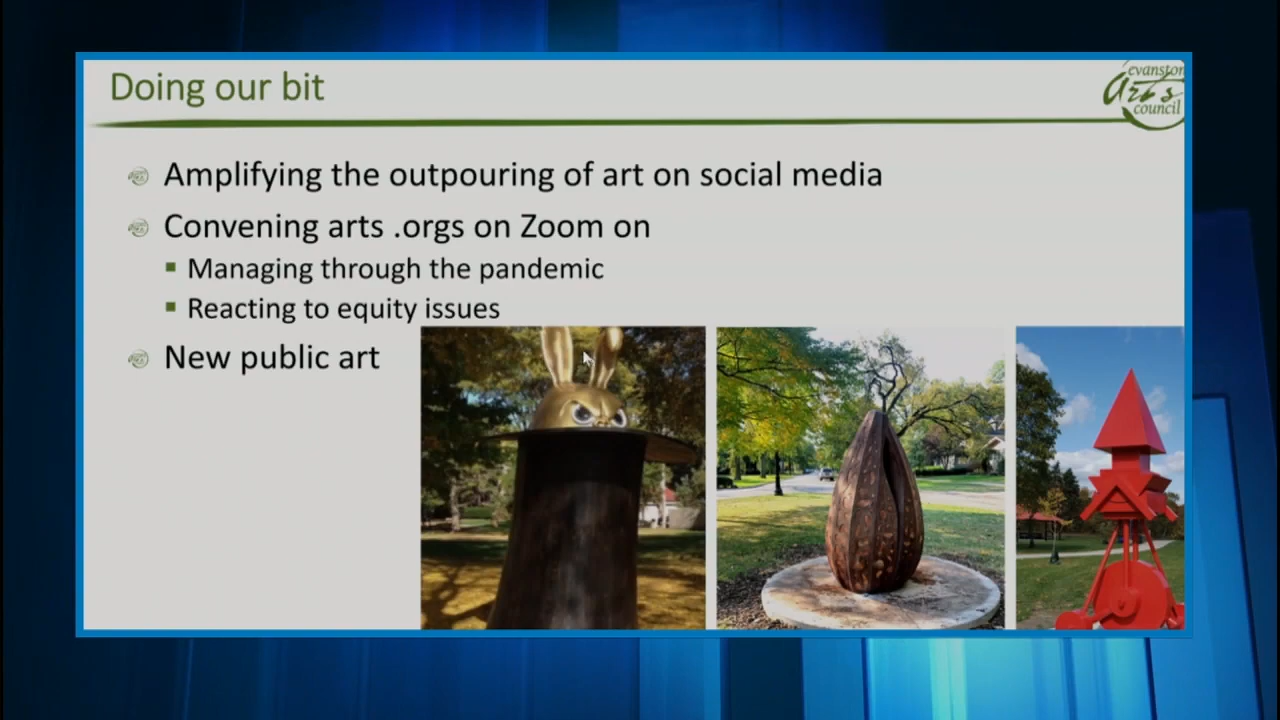 Doing our bit
evanston
Arts
council
Amplifying the outpouring of art on social media
Convening arts .orgs on Zoom on
Managing through the pandemic
Reacting to equity issues
New public art